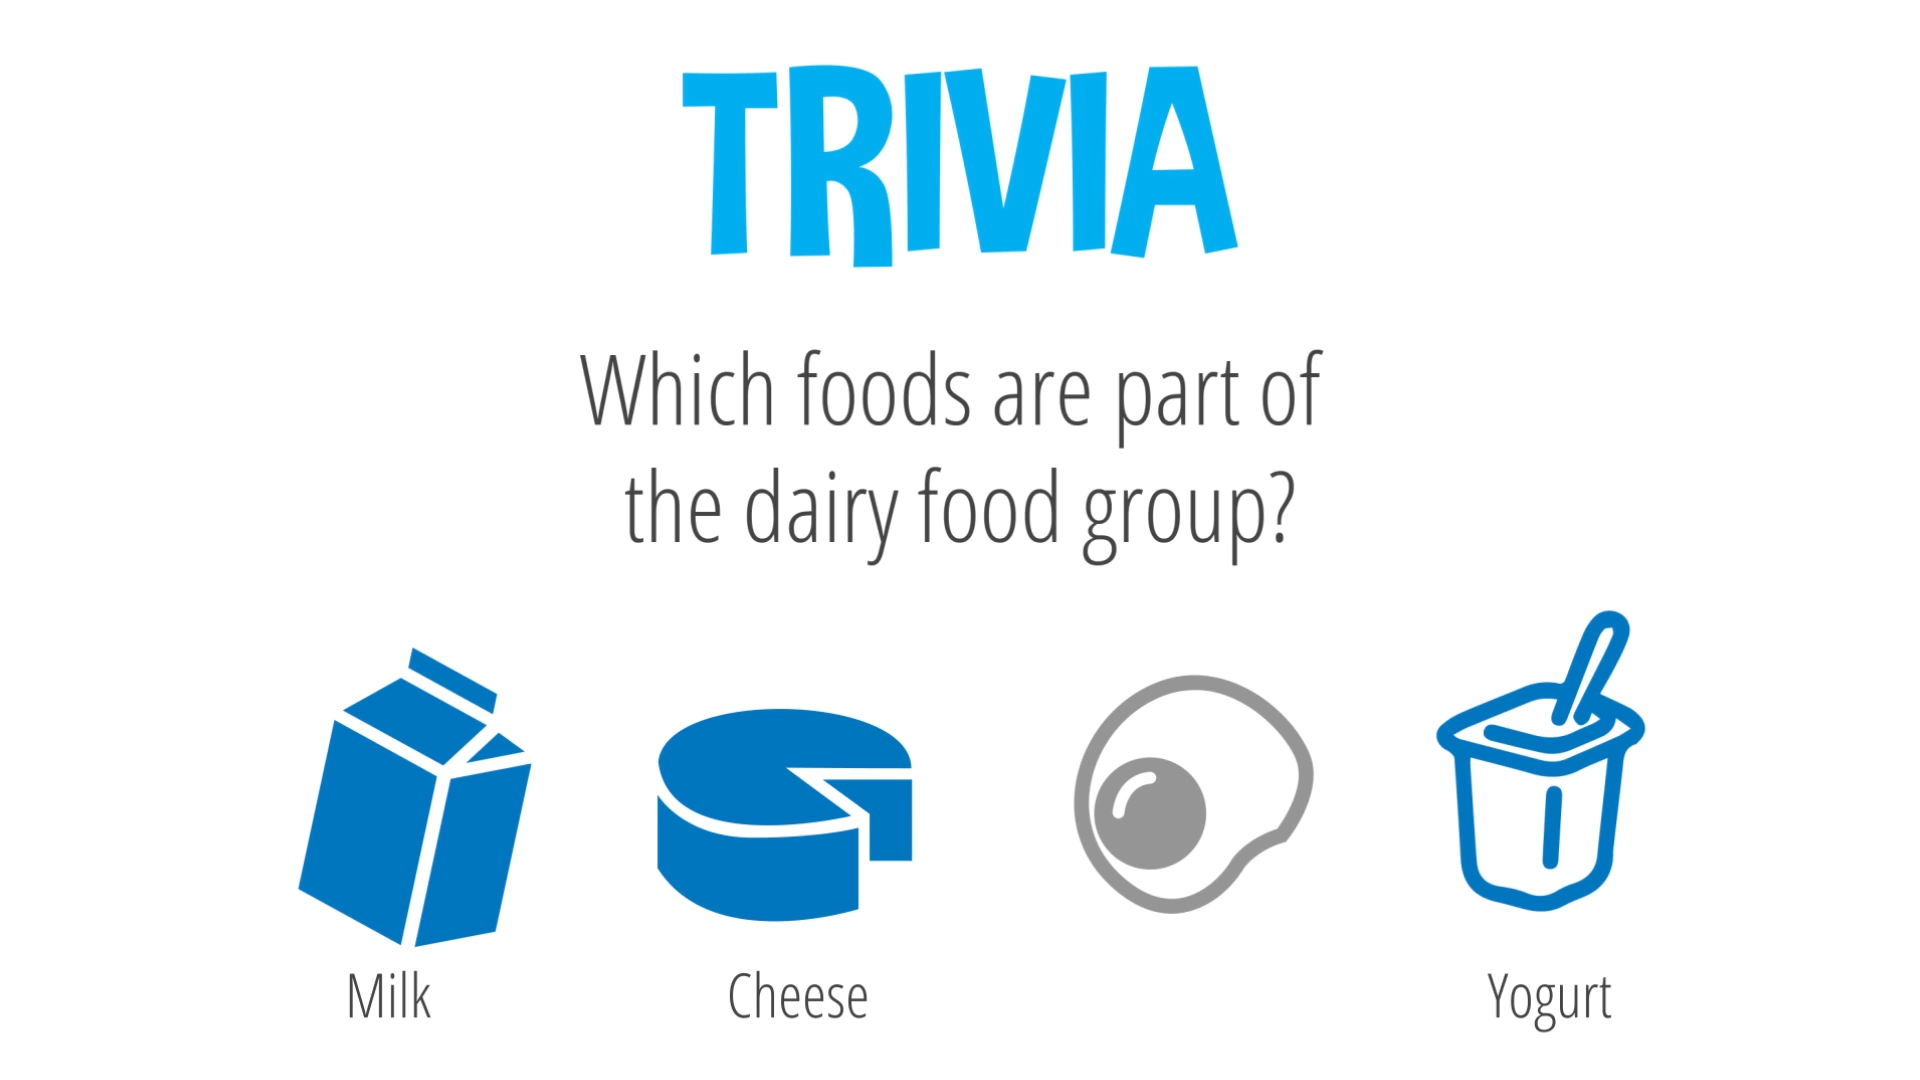 TRIVIA
Which foods are part of
the dairy food group?
Milk
Cheese
Yogurt